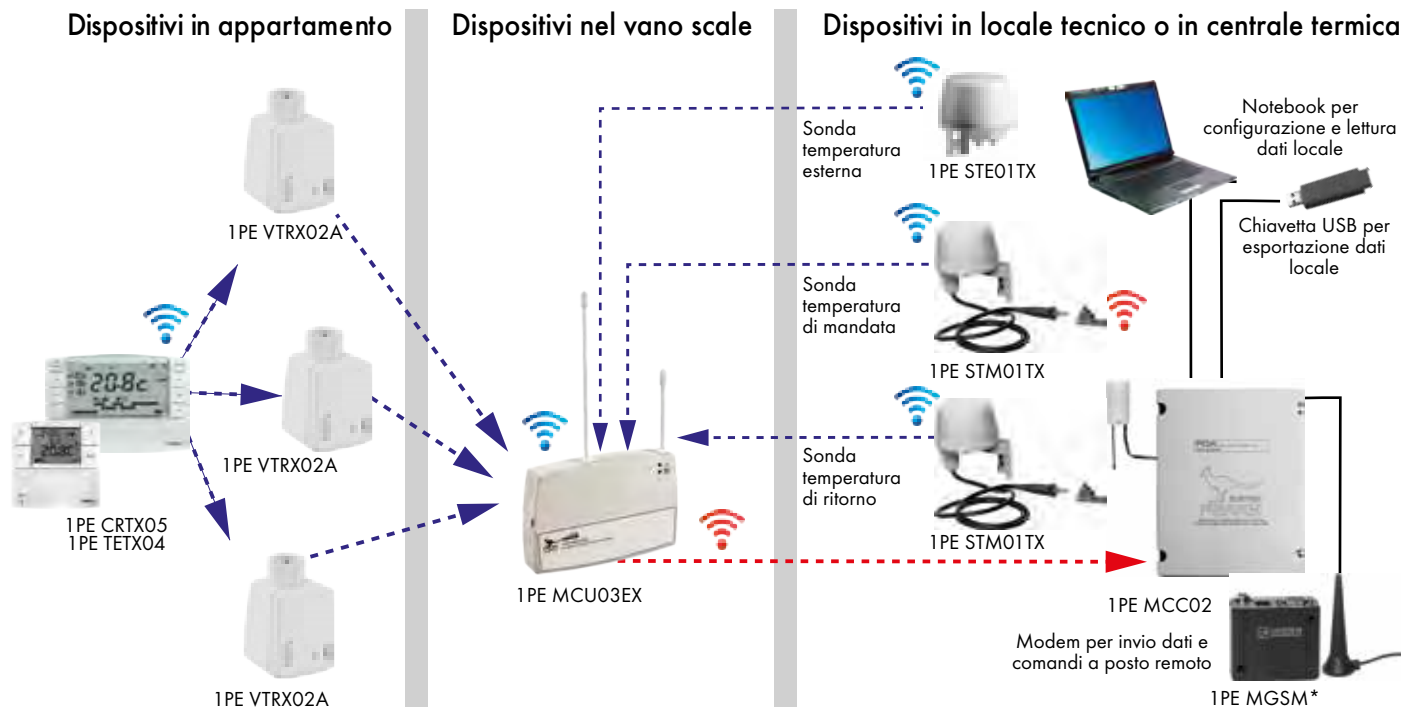 Dispositivi in appartamento
Dispositivi nel vano scale
Dispositivi in locale tecnico o in centrale termica
1PE VTRX02A
1PE VTRX02A
1PE VTRX02A
20.8c
20.8c
1PE CRTX05
1PE TETX04
1PE MCU03EX
Sonda
temperatura
esterna
1PE STE01TX
Sonda
temperatura
di mandata
1PE STM01TX
Sonda
temperatura
di ritorno
1PE STM01TX
Notebook per
configurazione e lettura
dati locale
Chiavetta USB per
esportazione dati
locale
1PE MCC02
Modem per invio dati e
comandi a posto remoto
1PE MGSM*